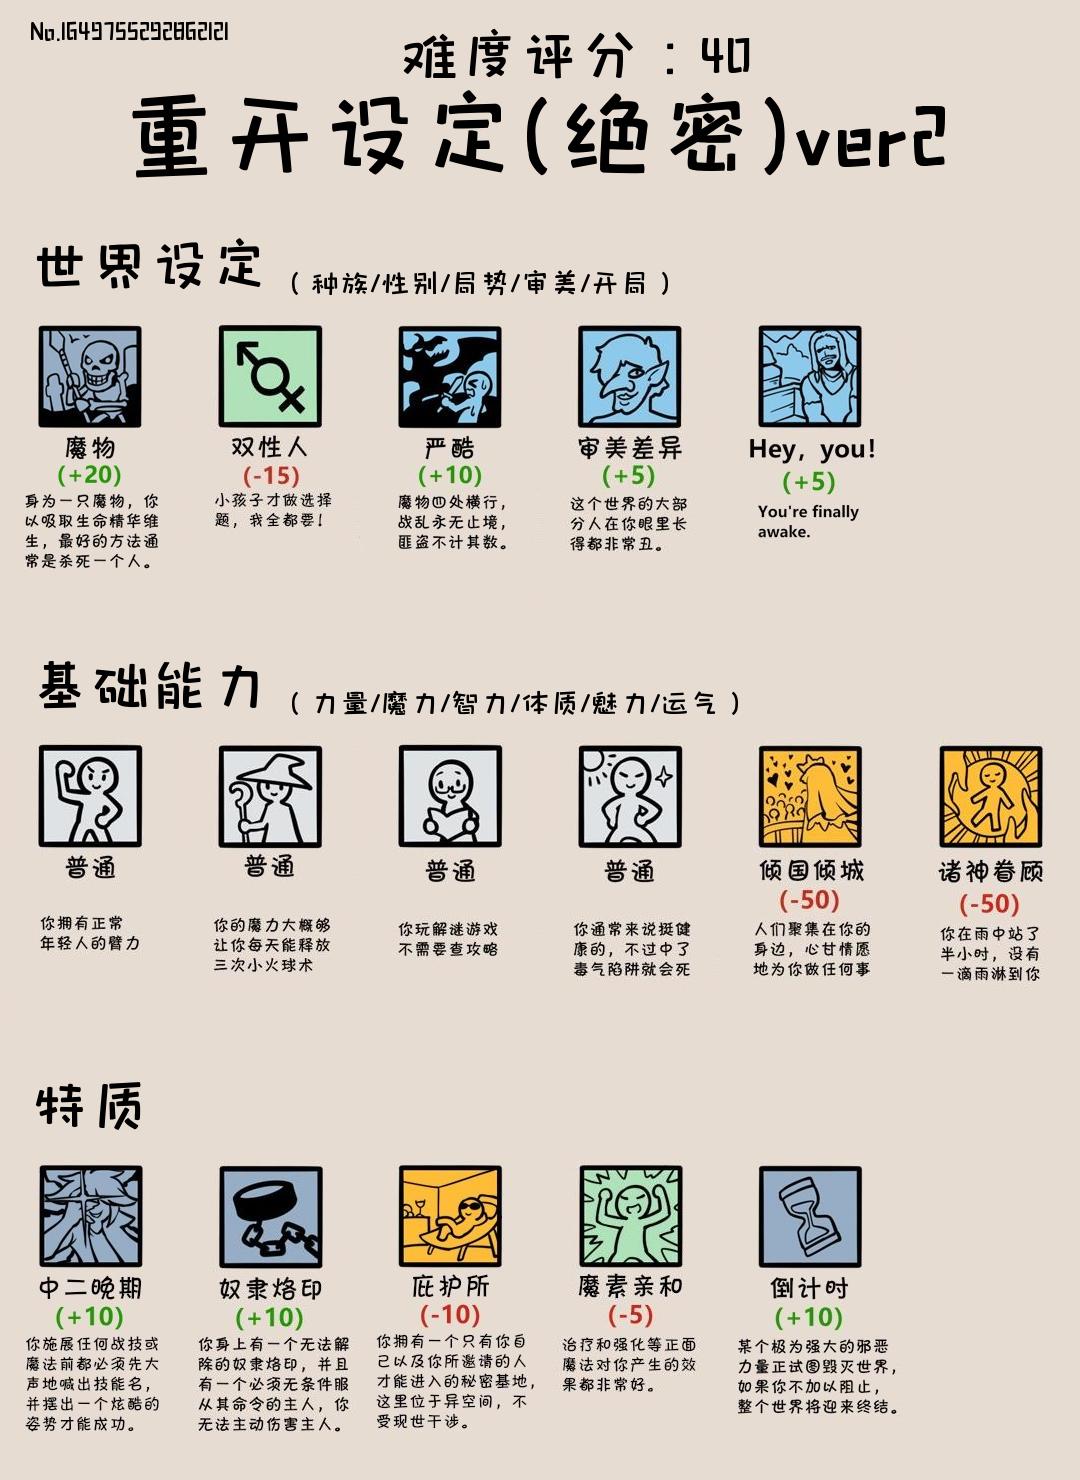 No.1649755292862121
难度评分：40
重开设定(绝密)ver2
世界设定（种族/性别/局势/审美/开局）
魔物
(+20)
身为一只魔物，你
以吸取生命精华维
生，最好的方法通
常是杀死一个人。
双性人
(-15)
小孩子才做选择
题，我全都要！
严酷
(+10)
魔物四处横行，
战乱永无止境，
匪盗不计其数。
审美差异
(+5)
这个世界的大部
分人在你眼里长
得都非常丑。
Hey, you!
(+5)
You're finally
awake.
基础能力（力量/魔力/智力/体质/魅力/运气）
普通
你拥有正常
年轻人的臂力
普通
你的魔力大概够
让你每天能释放
三次小火球术
普通
你玩解谜游戏
不需要查攻略
普通
你通常来说挺健
康的，不过中了
毒气陷阱就会死
倾国倾城
(-50)
人们聚集在你的
身边，心甘情愿
地为你做任何事
诸神眷顾
(-50)
你在雨中站了
半小时，没有
一滴雨淋到你
特质
中二晚期
(+10)
你施展任何战技或
魔法前都必须先大
声地喊出技能名，
并摆出一个炫酷的
姿势才能成功。
奴隶烙印
(+10)
你身上有一个无法解
除的奴隶烙印，并且
有一个必须无条件服
从其命令的主人，你
无法主动伤害主人。
庇护所
(-10)
你拥有一个只有你自
己以及你所邀请的人
才能进入的秘密基地，
这里位于异空间，不
受现世干涉。
魔素亲和
(-5)
治疗和强化等正面
魔法对你产生的效
果都非常好。
倒计时
(+10)
某个极为强大的邪恶
力量正试图毁灭世界，
如果你不加以阻止，
整个世界将迎来终结。